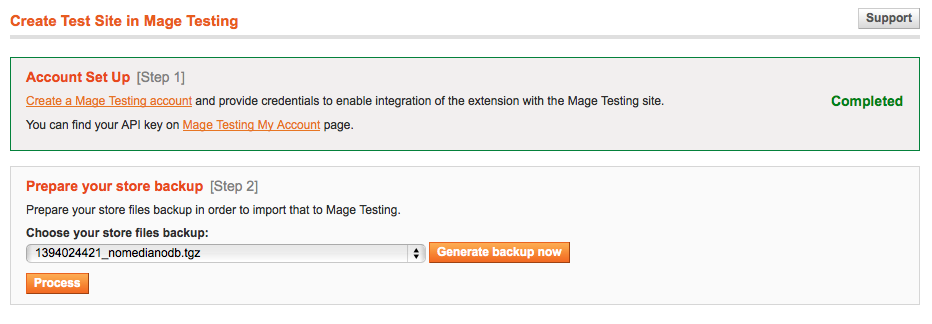 Create Test Site in Mage Testing
Support
Account Set Up [Step 1]
Create a Mage Testing account and provide credentials to enable integration of the extension with the Mage Testing site.
Completed
You can find your API key on Mage Testing My Account page.
Prepare your store backup [Step 2]
Prepare your store files backup in order to import that to Mage Testing.
Choose your store files backup:
1394024421_nomedianodb.tgz
Generate backup now
Process